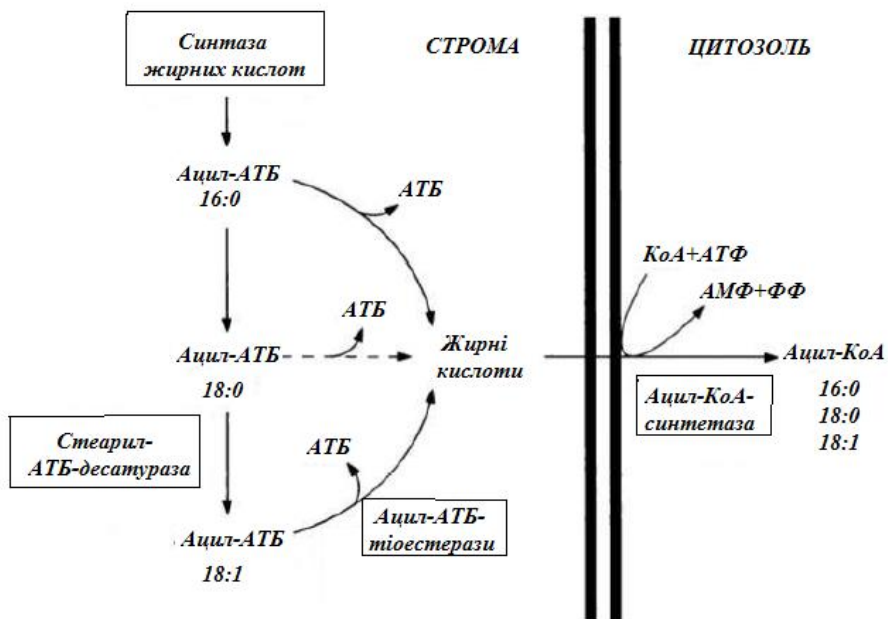 Синтаза
жирних кислот
СТРОМА
ЦИТОЗОЛЬ
Ацил-АТБ
16:0
АТБ
КоА+АТФ
АМФ+ФФ
АТБ
Ацил-АТБ
18:0
Жирні
кислоти
Ацил-КоА
16:0
18:0
18:1
Ацил-КоА-
синтетаза
Стеарил-
АТБ-десатураза
АТБ
Ацил-АТБ-
тіоестерази
Ацил-АТБ
18:1